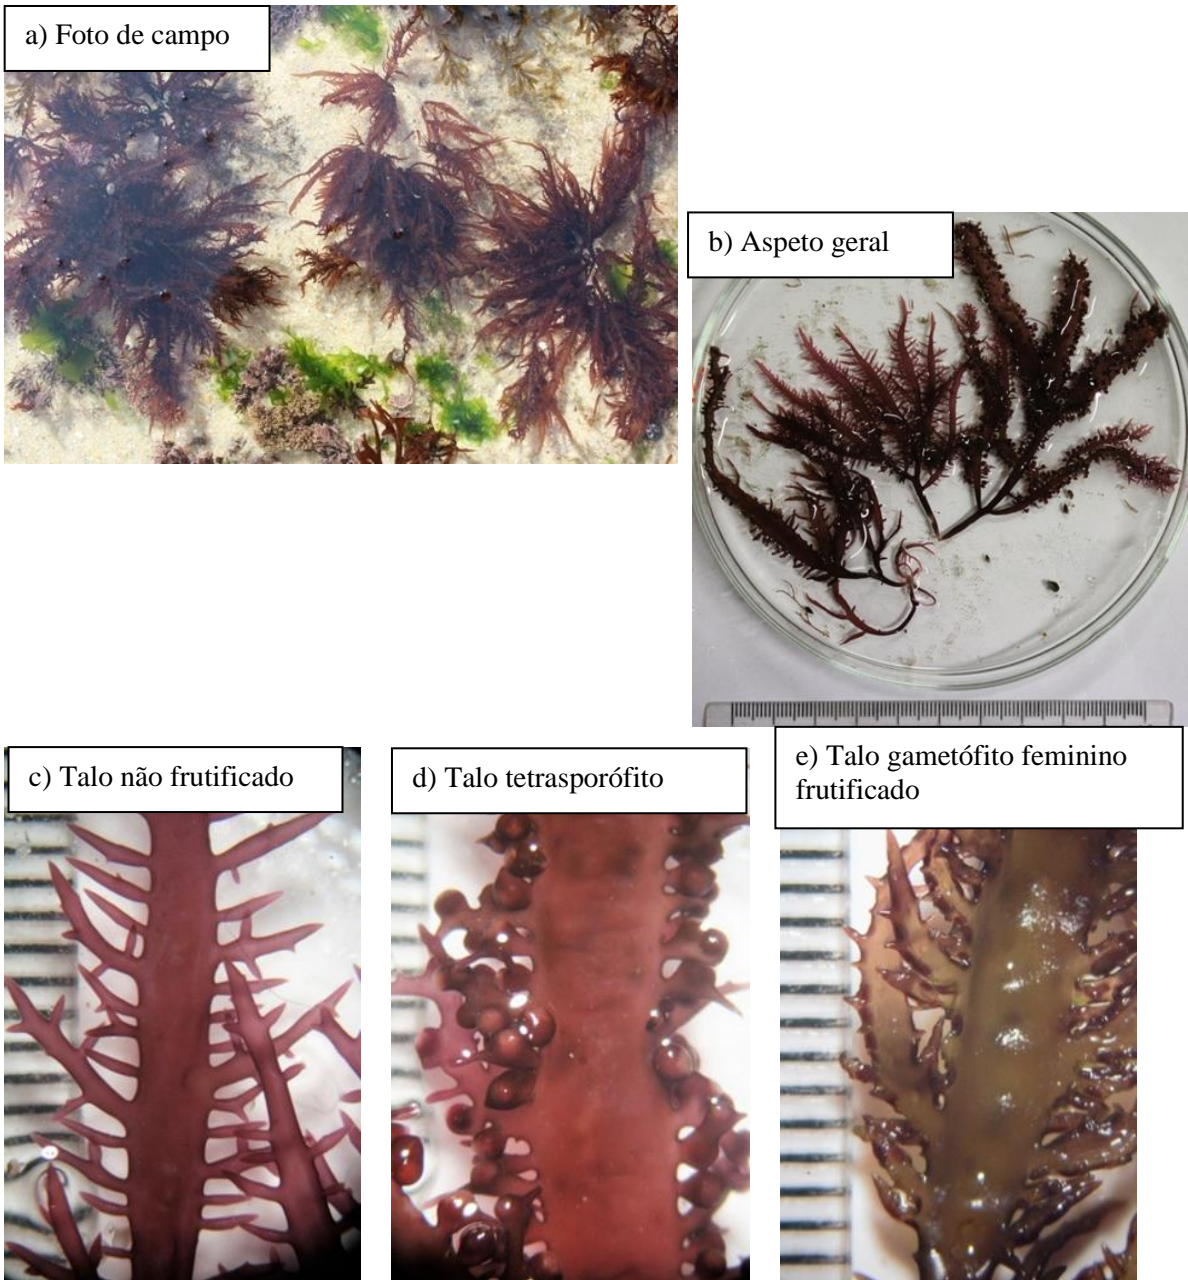 a) Foto de campo
b) Aspeto geral
c) Talo não frutificado
d) Talo tetrasporófito
e) Talo gametófito feminino
frutificado